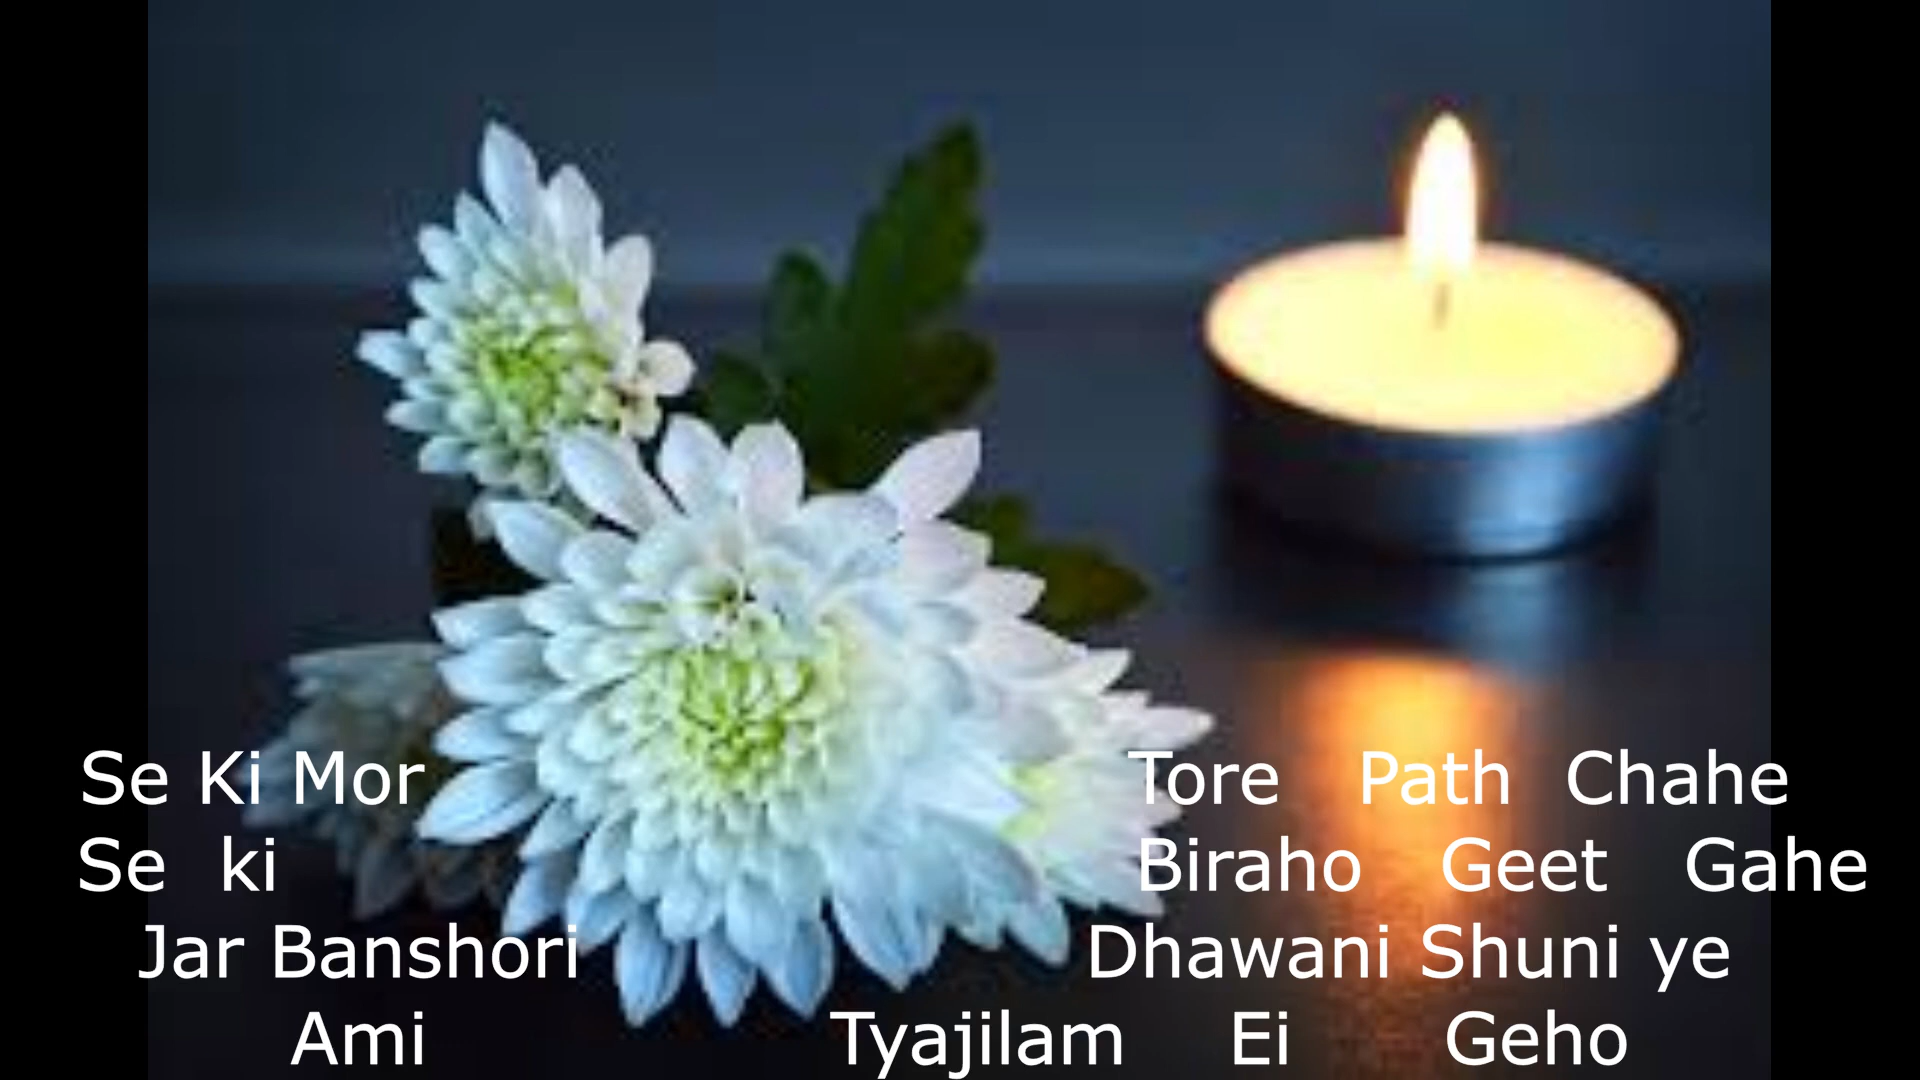 Se Ki Mor Tore Path Chahe
Se ki Biraho Geet Gahe
Jar Banshori Dhawani Shuni ye
Ami Tyajilam Ei Geho